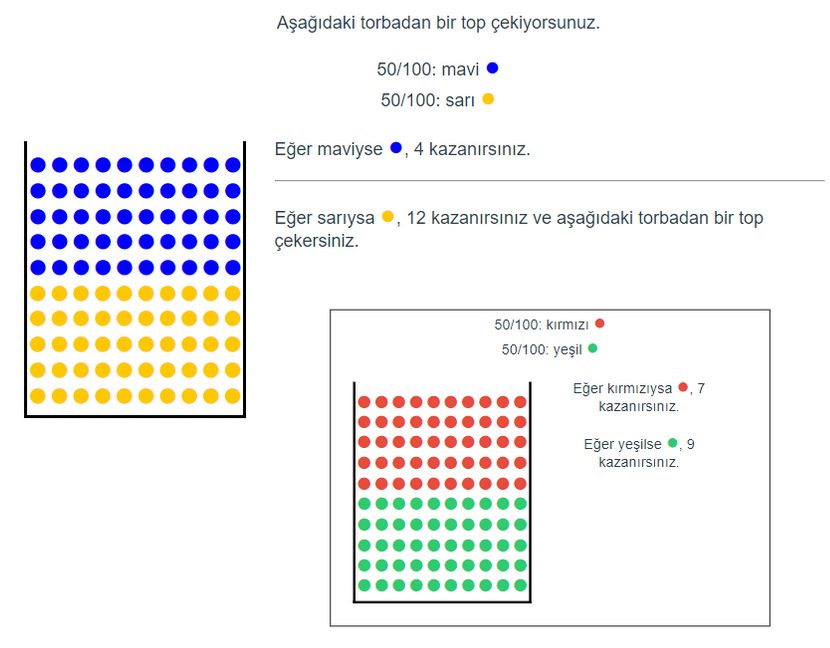 Aşağıdaki torbadan bir top çekiyorsunuz.
50/100: mavi
50/100: sarı
Eğer maviyse , 4 kazanırsınız.
Eğer sarıysa , 12 kazanırsınız ve aşağıdaki torbadan bir top
çekersiniz.
50/100: kırmızı
50/100: yeşil
Eğer kırmızıysa , 7
kazanırsınız.
Eğer yeşilse , 9
kazanırsınız.